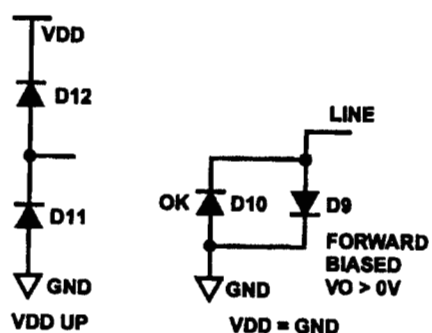 VDD
D12
D11
GND
VDD UP
LINE
OK
D10
D9
FORWARD
BIASED
VO > 0V
GND
VDD = GND